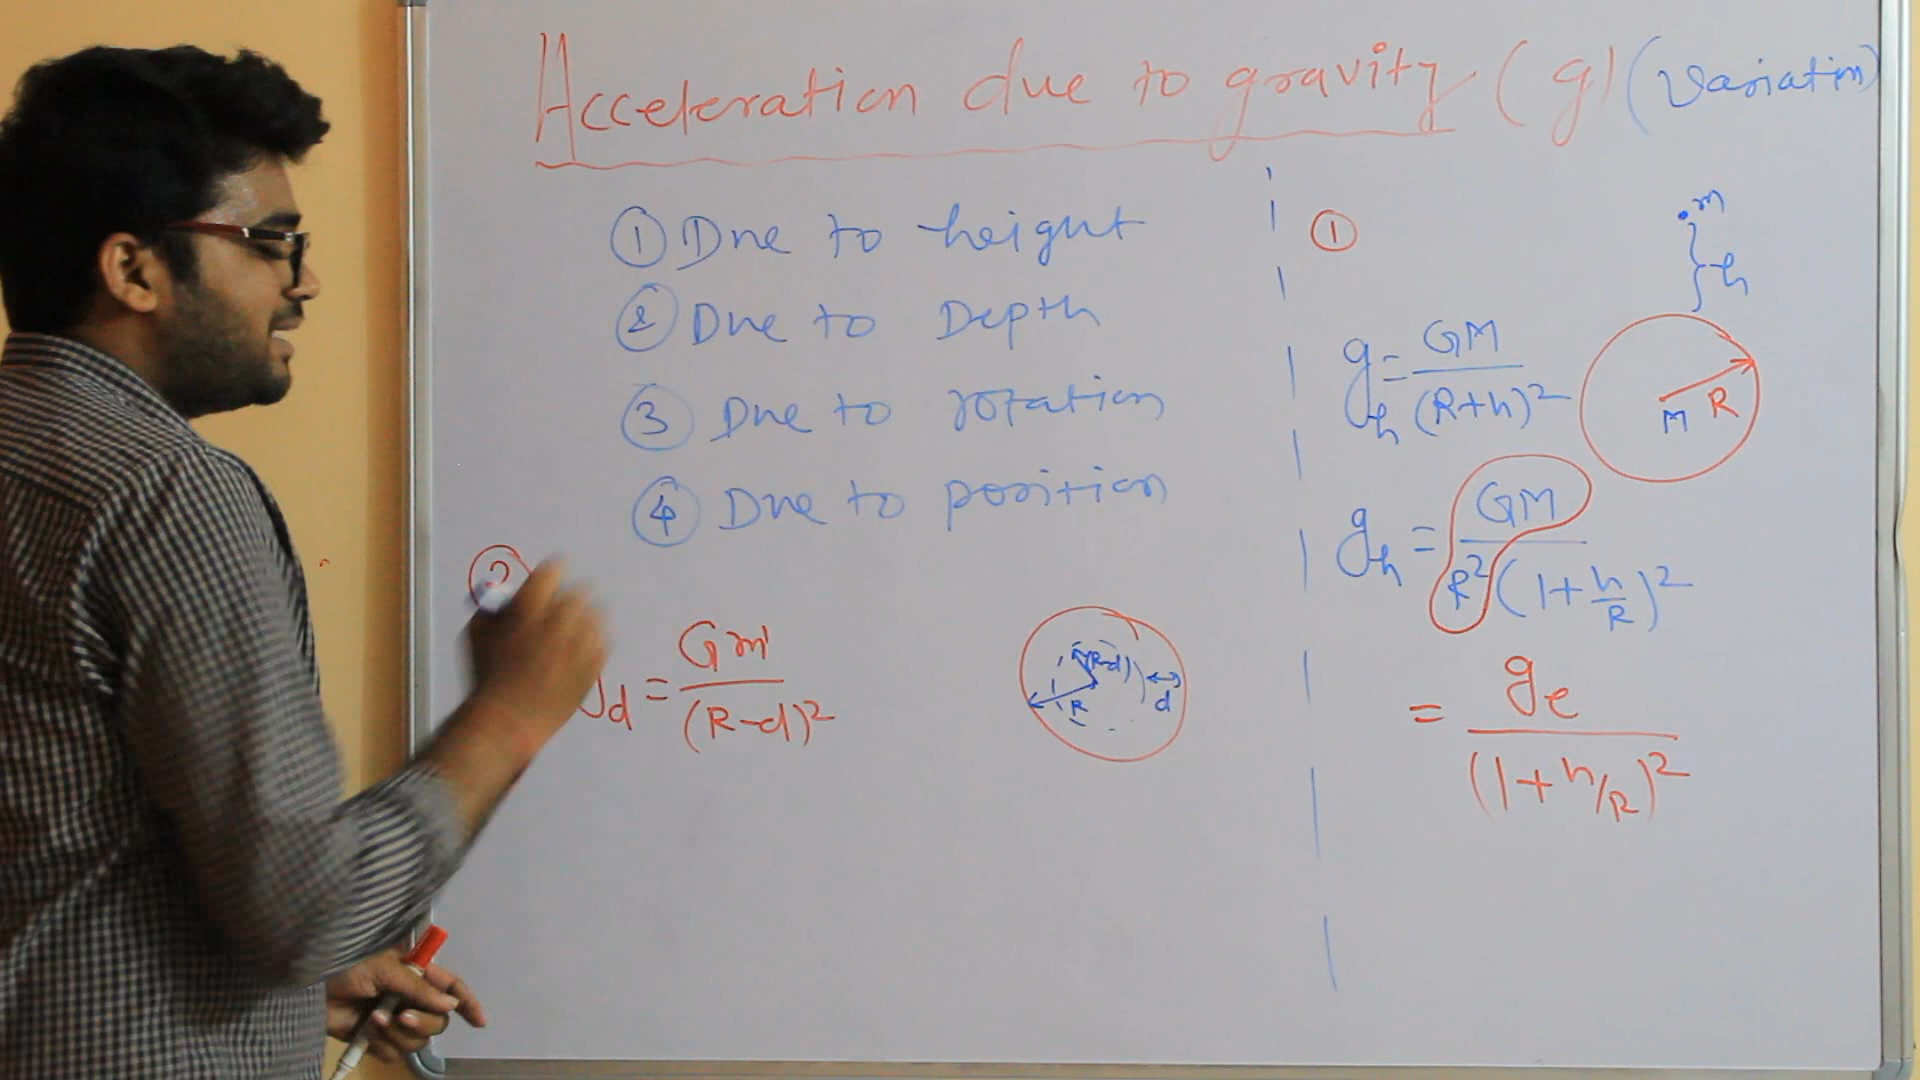 Acceleration due to gravity (g) (Variation)
① Due to height
② Due to Depth
③ Due to rotation
④ Due to position
①
m
h
M R
g_h = GM/(R+h)²
g_h = GM/R²(1+h/R)²
= g_e/(1+h/R)²
②
d = Gm'/(R-d)²
(R-d)
R
d